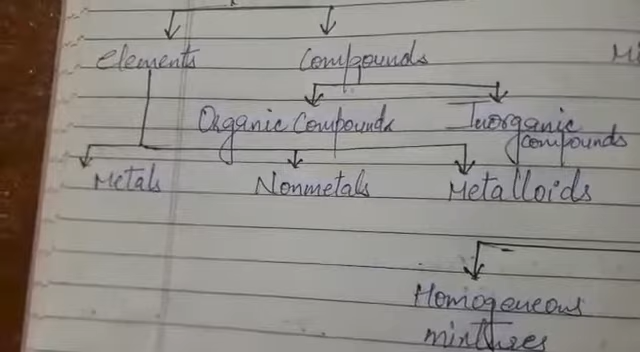 Elements Compounds
Organic Compounds Inorganic
compounds
Metals Nonmetals Metalloids
Homogeneous
mixtures